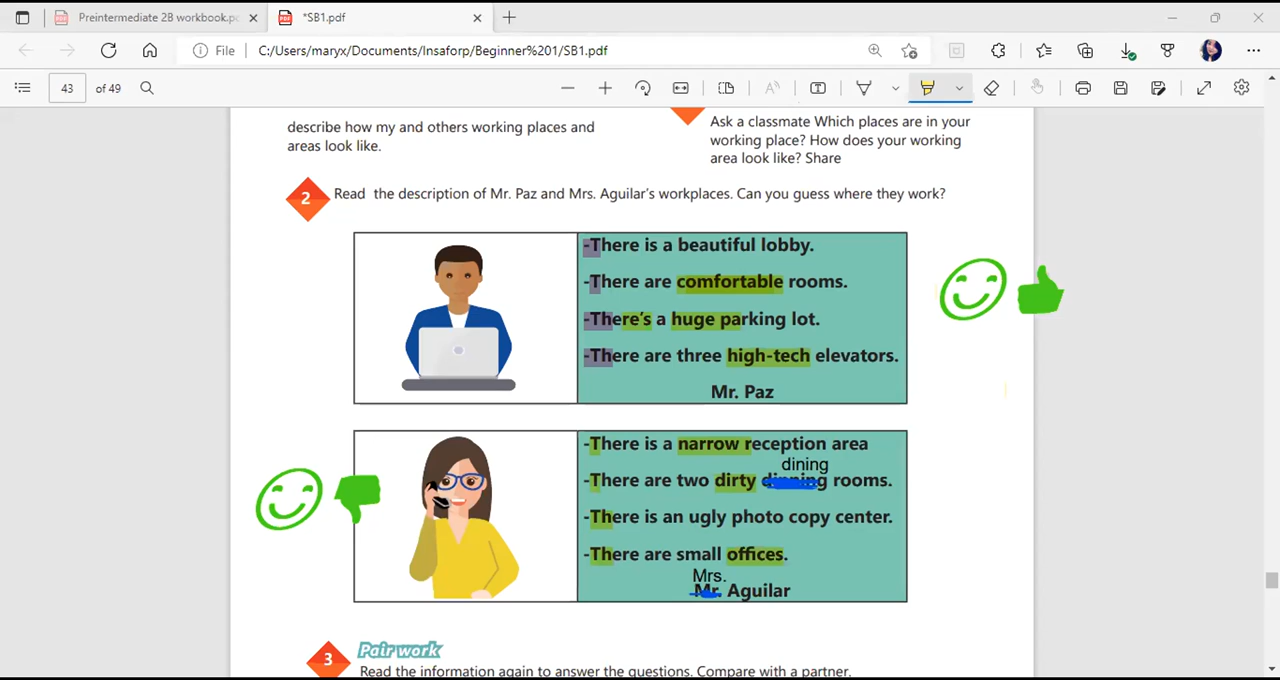 Preintermediate 2B workbook.p
*SB1.pdf
File
C:/Users/maryx/Documents/Insaforp/Beginner%201/SB1.pdf
43 of 49
describe how my and others working places and
areas look like.
Ask a classmate Which places are in your
working place? How does your working
area look like? Share
2 Read the description of Mr. Paz and Mrs. Aguilar's workplaces. Can you guess where they work?
-There is a beautiful lobby.
-There are comfortable rooms.
-There's a huge parking lot.
-There are three high-tech elevators.
Mr. Paz
-There is a narrow reception area
dining
-There are two dirty dinning rooms.
-There is an ugly photo copy center.
-There are small offices.
Mrs.
Mr. Aguilar
3 Pair work
Read the information again to answer the questions. Compare with a partner.